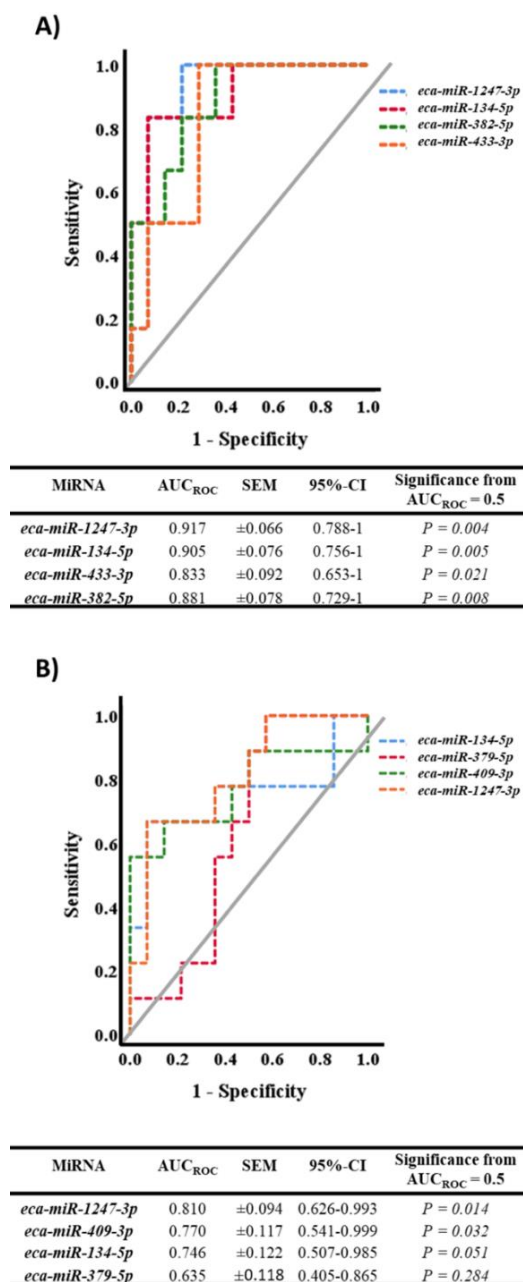 A)
1.0
0.8
0.6
0.4
0.2
0.0
Sensitivity
0.0 0.2 0.4 0.6 0.8 1.0
1 - Specificity
eca-miR-1247-3p
eca-miR-134-5p
eca-miR-382-5p
eca-miR-433-3p
MiRNA AUCROC SEM 95%-CI Significance from AUCROC = 0.5
eca-miR-1247-3p 0.917 ±0.066 0.788-1 P = 0.004
eca-miR-134-5p 0.905 ±0.076 0.756-1 P = 0.005
eca-miR-433-3p 0.833 ±0.092 0.653-1 P = 0.021
eca-miR-382-5p 0.881 ±0.078 0.729-1 P = 0.008
B)
1.0
0.8
0.6
0.4
0.2
0.0
Sensitivity
0.0 0.2 0.4 0.6 0.8 1.0
1 - Specificity
eca-miR-134-5p
eca-miR-379-5p
eca-miR-409-3p
eca-miR-1247-3p
MiRNA AUCROC SEM 95%-CI Significance from AUCROC = 0.5
eca-miR-1247-3p 0.810 ±0.094 0.626-0.993 P = 0.014
eca-miR-409-3p 0.770 ±0.117 0.541-0.999 P = 0.032
eca-miR-134-5p 0.746 ±0.122 0.507-0.985 P = 0.051
eca-miR-379-5p 0.635 ±0.118 0.405-0.865 P = 0.284